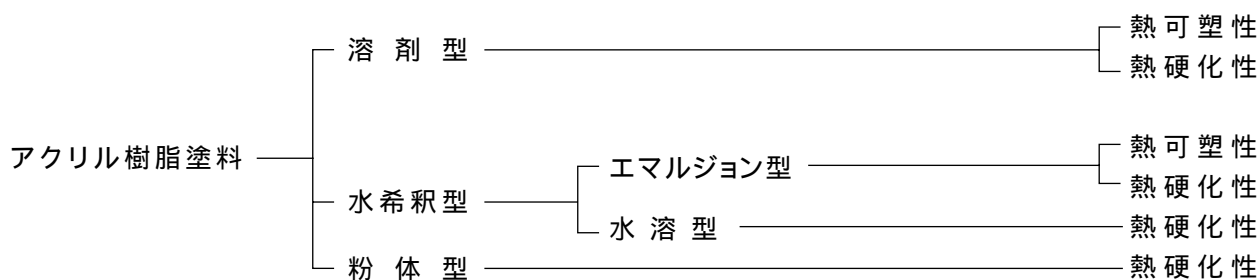 アクリル樹脂塗料
溶剤型
熱可塑性
熱硬化性
水希釈型
エマルジョン型
熱可塑性
熱硬化性
水溶型
熱硬化性
粉体型
熱硬化性